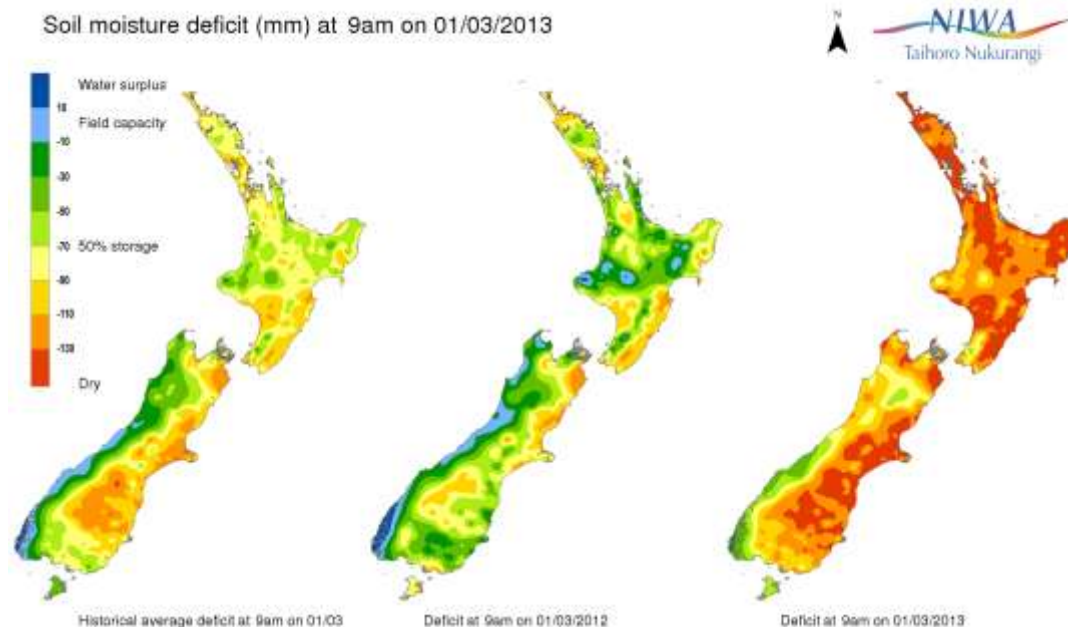 Soil moisture deficit (mm) at 9am on 01/03/2013
N
NIWA
Taihoro Nukurangi
Water surplus
10
Field capacity
-10
-30
-50
50% storage
-70
-90
-110
-130
Dry
Historical average deficit at 9am on 01/03
Deficit at 9am on 01/03/2012
Deficit at 9am on 01/03/2013